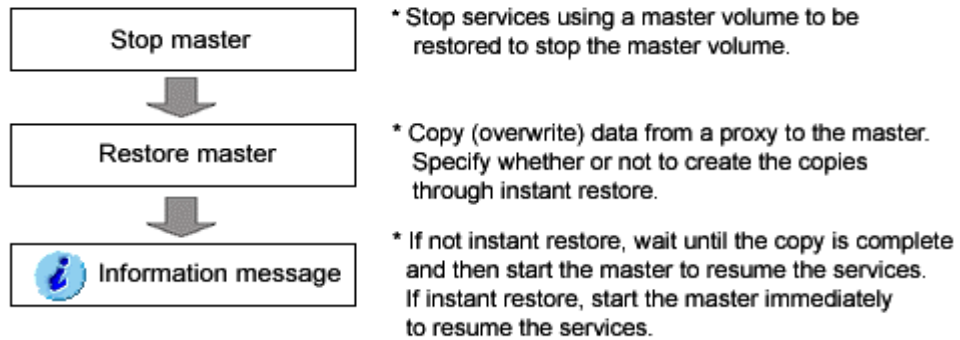 Stop master
* Stop services using a master volume to be
restored to stop the master volume.
Restore master
* Copy (overwrite) data from a proxy to the master.
Specify whether or not to create the copies
through instant restore.
Information message
* If not instant restore, wait until the copy is complete
and then start the master to resume the services.
If instant restore, start the master immediately
to resume the services.